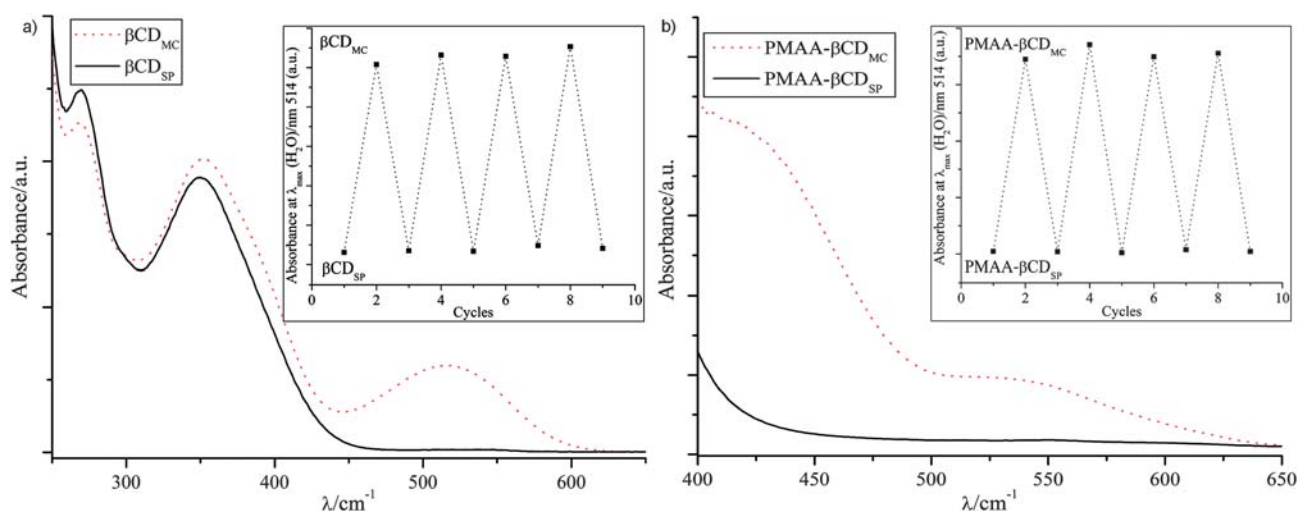 a)
βCD_MC
βCD_SP
Absorbance/a.u.
300
400
500
600
λ/cm⁻¹
βCD_MC
βCD_SP
Absorbance at λ_max (H₂O)/nm 514 (a.u.)
0
2
4
6
8
10
Cycles
b)
PMAA-βCD_MC
PMAA-βCD_SP
Absorbance/a.u.
400
450
500
550
600
650
λ/cm⁻¹
PMAA-βCD_MC
PMAA-βCD_SP
Absorbance at λ_max (H₂O)/nm 514 (a.u.)
0
2
4
6
8
10
Cycles